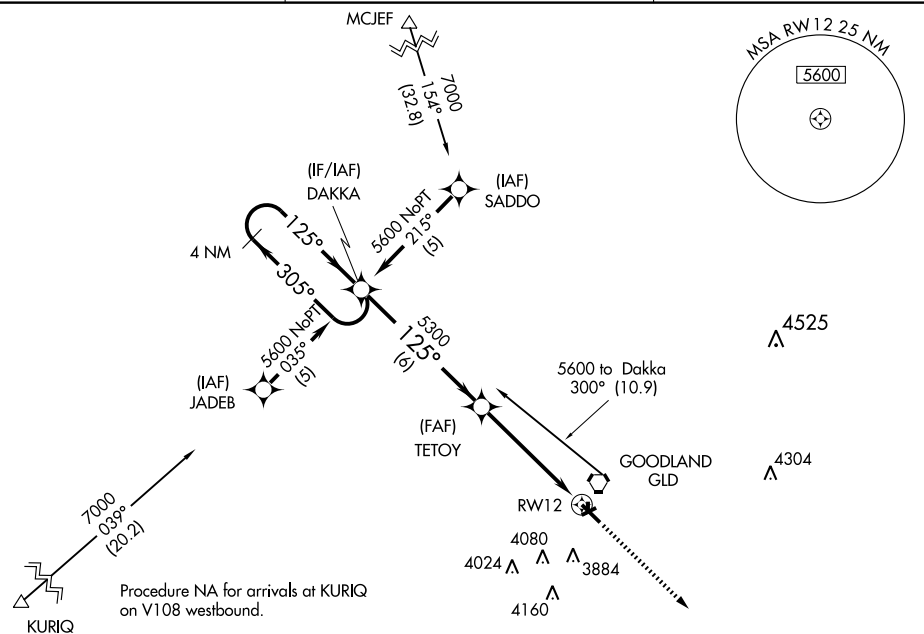 MCJEF
7000
154°
(32.8)
MSA RW12 25 NM
5600
(IF/IAF)
DAKKA
(IAF)
SADDO
5600 NoPT
215°
(5)
4 NM
125°
305°
5600 NoPT
035°
(5)
(IAF)
JADEB
5300
125°
(6)
4525
5600 to Dakka
300° (10.9)
(FAF)
TETOY
GOODLAND
GLD
4304
RW12
7000
039°
(20.2)
4080
4024
3884
4160
Procedure NA for arrivals at KURIQ
on V108 westbound.
KURIQ